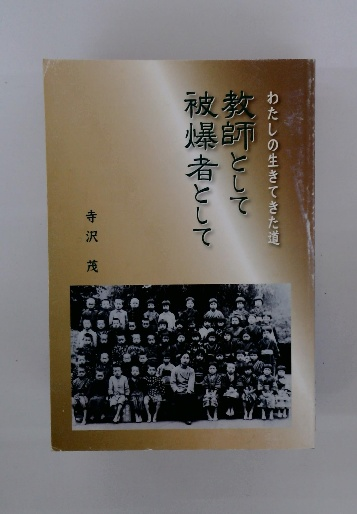 わたしの生きてきた道
教師として
被爆者として
寺沢 茂